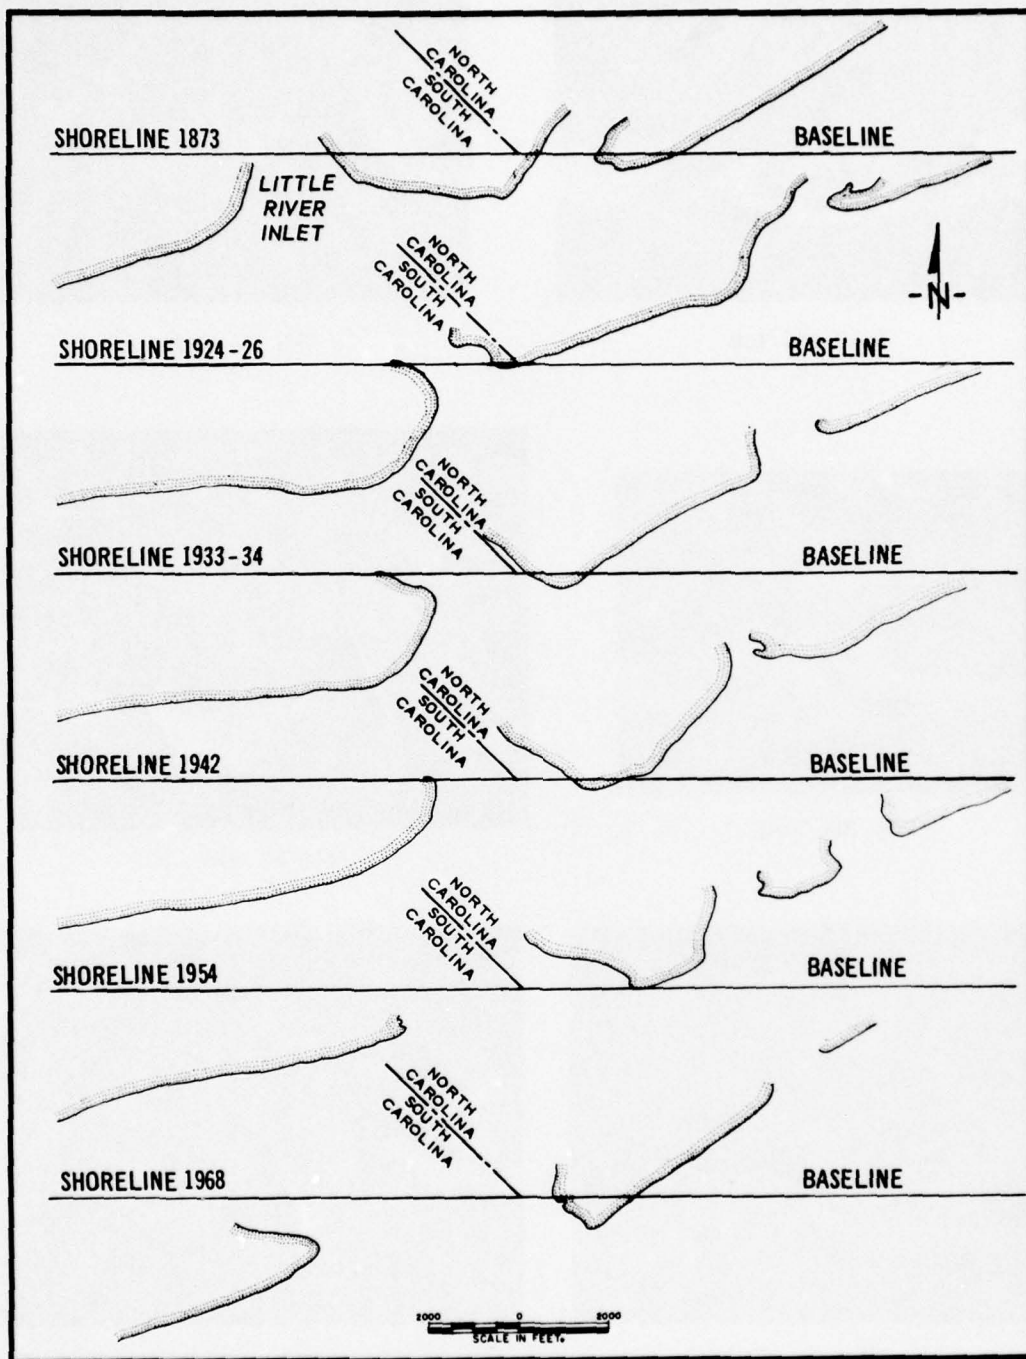 NORTH
CAROLINA
SOUTH
CAROLINA
SHORELINE 1873
BASELINE
LITTLE
RIVER
INLET
NORTH
CAROLINA
SOUTH
CAROLINA
-N-
SHORELINE 1924-26
BASELINE
NORTH
CAROLINA
SOUTH
CAROLINA
SHORELINE 1933-34
BASELINE
NORTH
CAROLINA
SOUTH
CAROLINA
SHORELINE 1942
BASELINE
NORTH
CAROLINA
SOUTH
CAROLINA
SHORELINE 1954
BASELINE
NORTH
CAROLINA
SOUTH
CAROLINA
SHORELINE 1968
BASELINE
2000 0 2000
SCALE IN FEET.